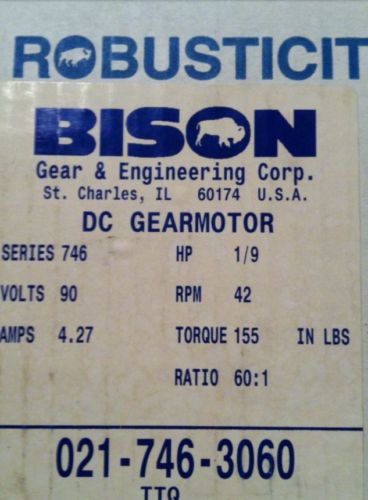 ROBUSTICIT
BISON
Gear & Engineering Corp.
St. Charles, IL 60174 U.S.A.
DC GEARMOTOR
SERIES 746 HP 1/9
VOLTS 90 RPM 42
AMPS 4.27 TORQUE 155 IN LBS
RATIO 60:1
021-746-3060